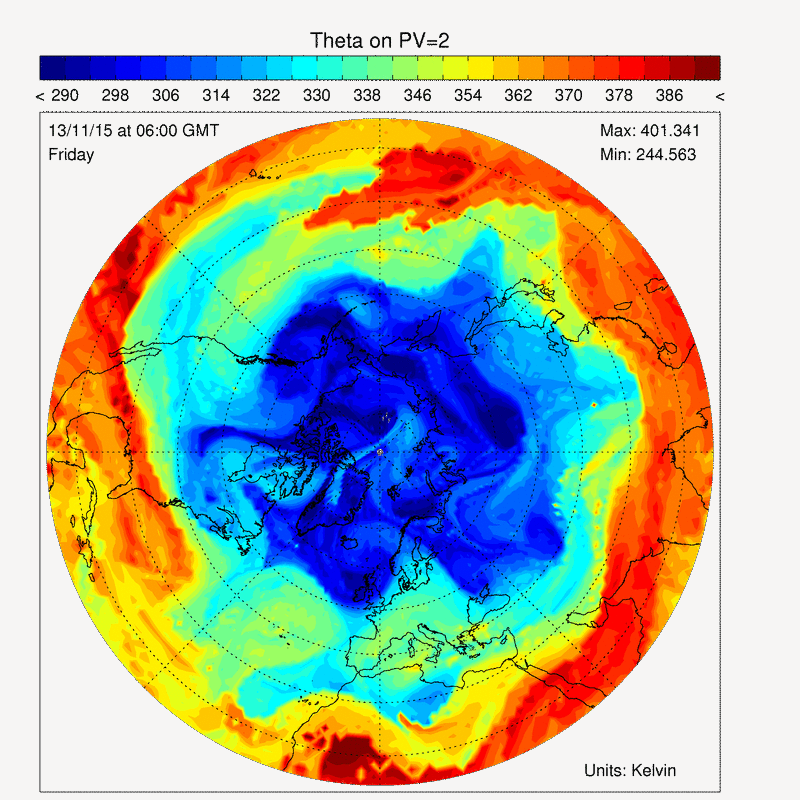 Theta on PV=2
< 290 298 306 314 322 330 338 346 354 362 370 378 386 <
13/11/15 at 06:00 GMT
Max: 401.341
Friday
Min: 244.563
Units: Kelvin